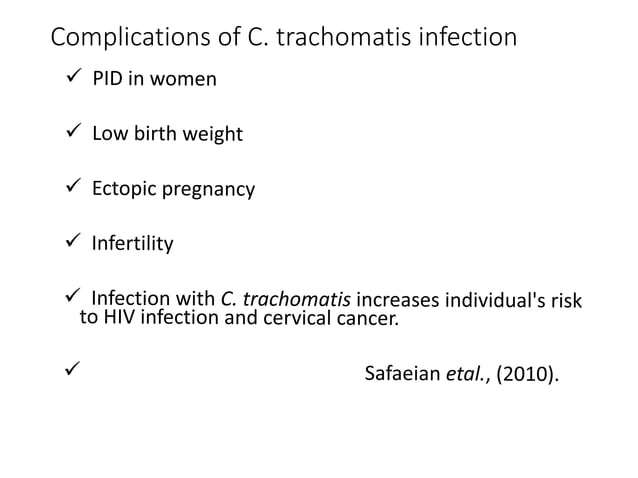 Complications of C. trachomatis infection
✓ PID in women
✓ Low birth weight
✓ Ectopic pregnancy
✓ Infertility
✓ Infection with C. trachomatis increases individual's risk
to HIV infection and cervical cancer.
✓ Safaeian etal., (2010).